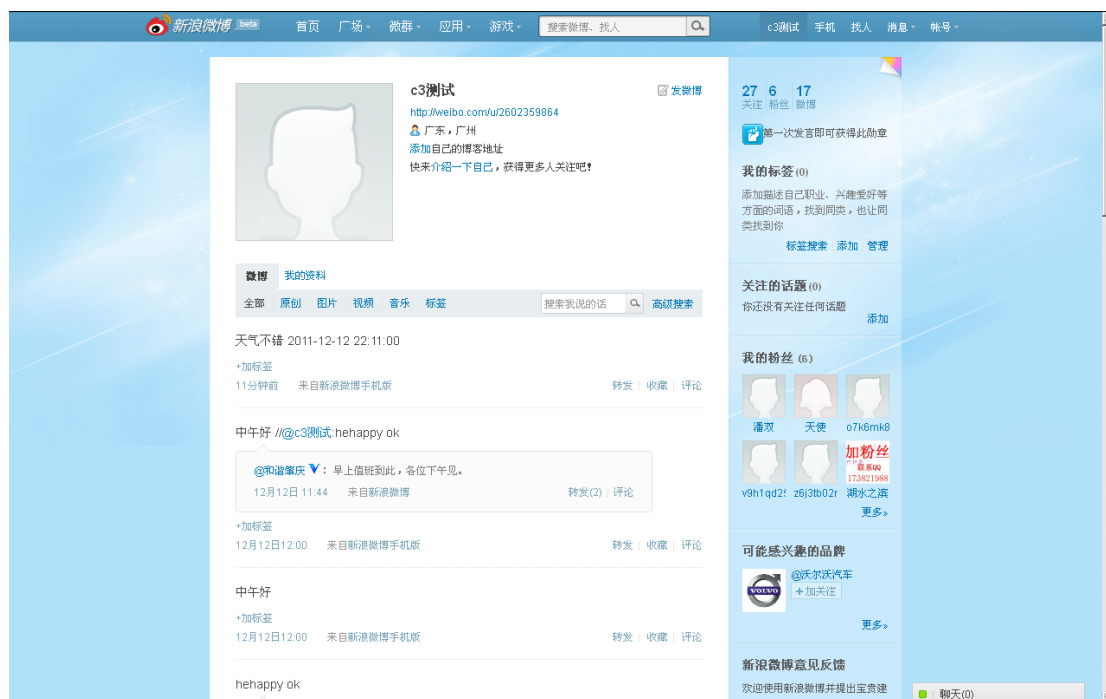 新浪微博 beta 首页 广场 微群 应用 游戏 搜索微博、找人 c3测试 手机 找人 消息 帐号
c3测试 发微博
http://weibo.com/u/2602359864
广东，广州
添加自己的博客地址
快来介绍一下自己，获得更多人关注吧！
微博 我的资料
全部 原创 图片 视频 音乐 标签 搜索我说的话 高级搜索
天气不错 2011-12-12 22:11:00
+加标签
11分钟前 来自新浪微博手机版 转发 | 收藏 | 评论
中午好 //@c3测试:hehappy ok
@和谐肇庆 V：早上值班到此，各位下午见。
12月12日 11:44 来自新浪微博 转发(2) | 评论
+加标签
12月12日12:00 来自新浪微博手机版 转发 | 收藏 | 评论
中午好
+加标签
12月12日12:00 来自新浪微博手机版 转发 | 收藏 | 评论
hehappy ok
27 6 17
关注 粉丝 微博
第一次发言即可获得此勋章
我的标签(0)
添加描述自己职业、兴趣爱好等
方面的词语，找到同类，也让同
类找到你
标签搜索 添加 管理
关注的话题(0)
你还没有关注任何话题
添加
我的粉丝 (6)
潘双 天使 o7k6mk8
加粉丝
联系QQ
173821988
v9h1qd2 z6j3tb02r 湖水之滨
更多»
可能感兴趣的品牌
VOLVO
@沃尔沃汽车
+加关注
更多»
新浪微博意见反馈
欢迎使用新浪微博并提出宝贵建
聊天(0)